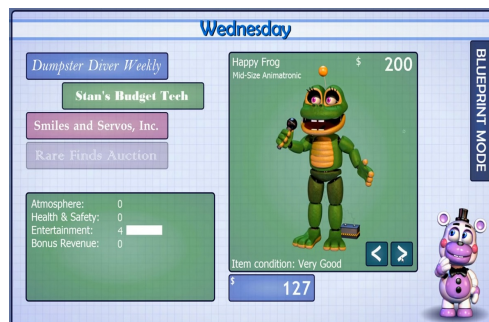 Wednesday
Dumpster Diver Weekly
Stan's Budget Tech
Smiles and Servos, Inc.
Rare Finds Auction
Happy Frog
Mid-Size Animatronic
$ 200
Atmosphere: 0
Health & Safety: 0
Entertainment: 4
Bonus Revenue: 0
Item condition: Very Good
$ 127
BLUEPRINT MODE